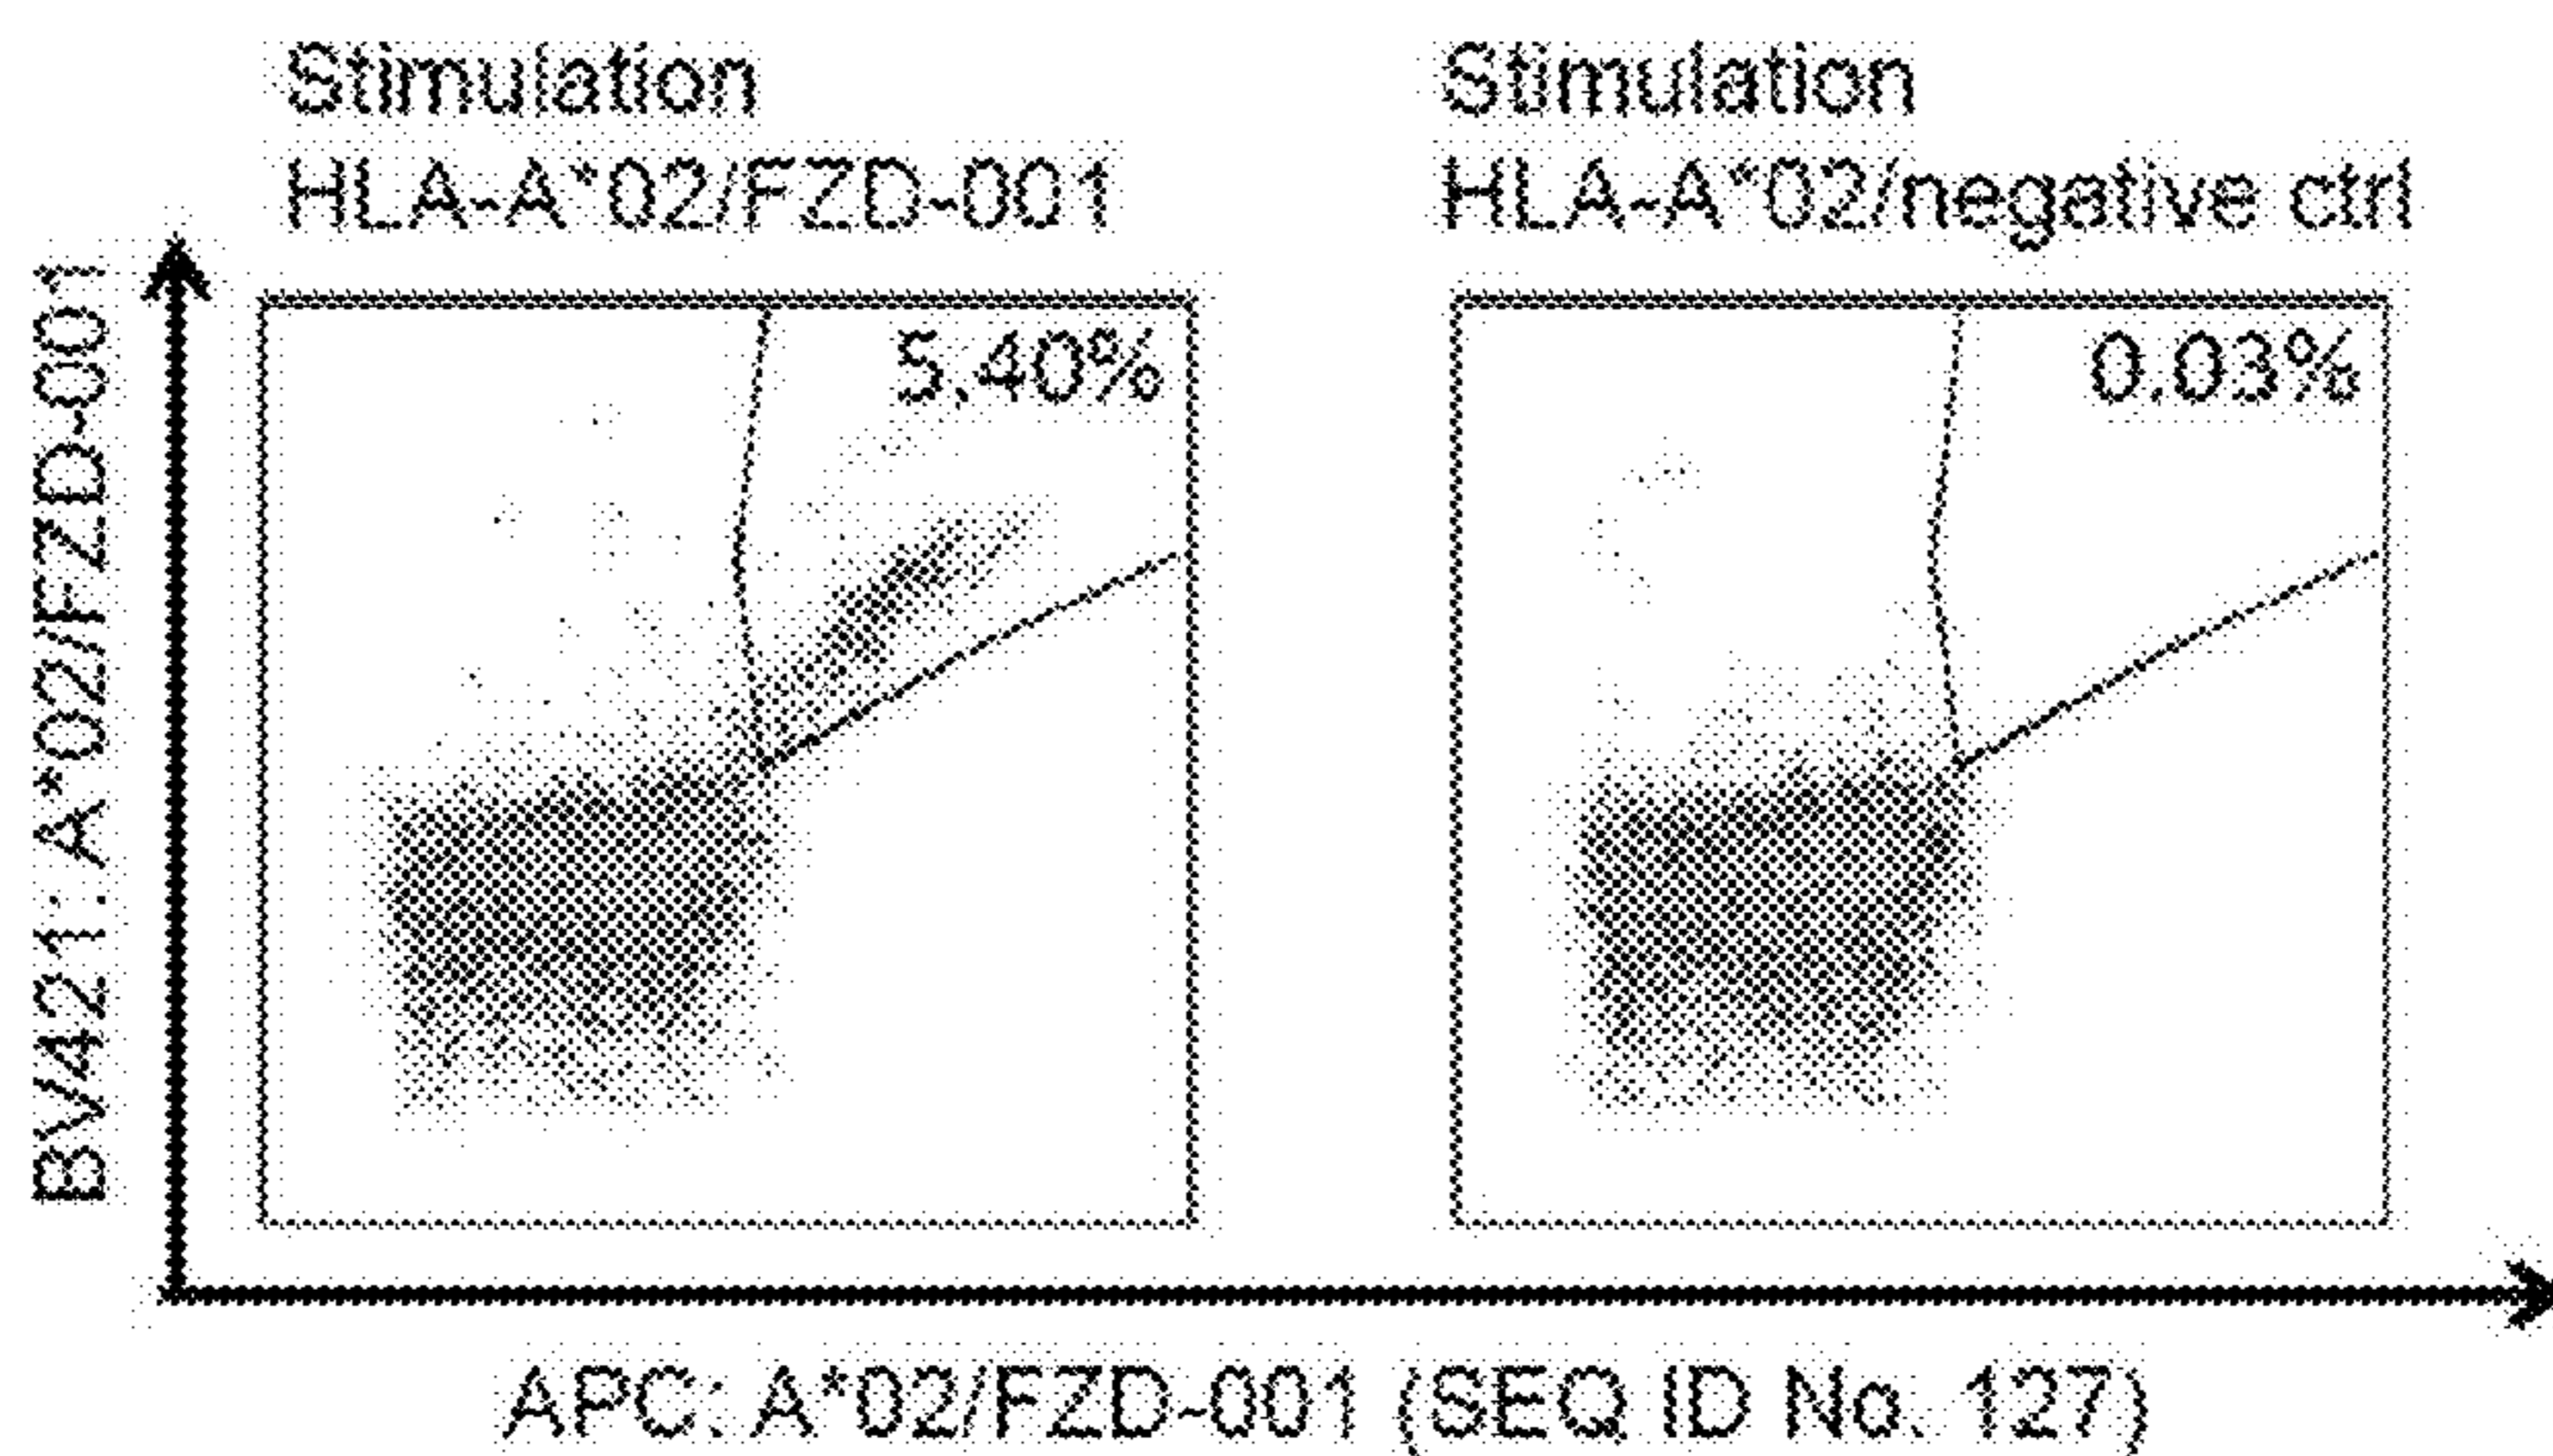 Stimulation
HLA-A*02/FZD-001
Stimulation
HLA-A*02/negative ctrl
5.40%
0.03%
BV421: A*02/FZD-001
APC: A*02/FZD-001 (SEQ ID No. 127)